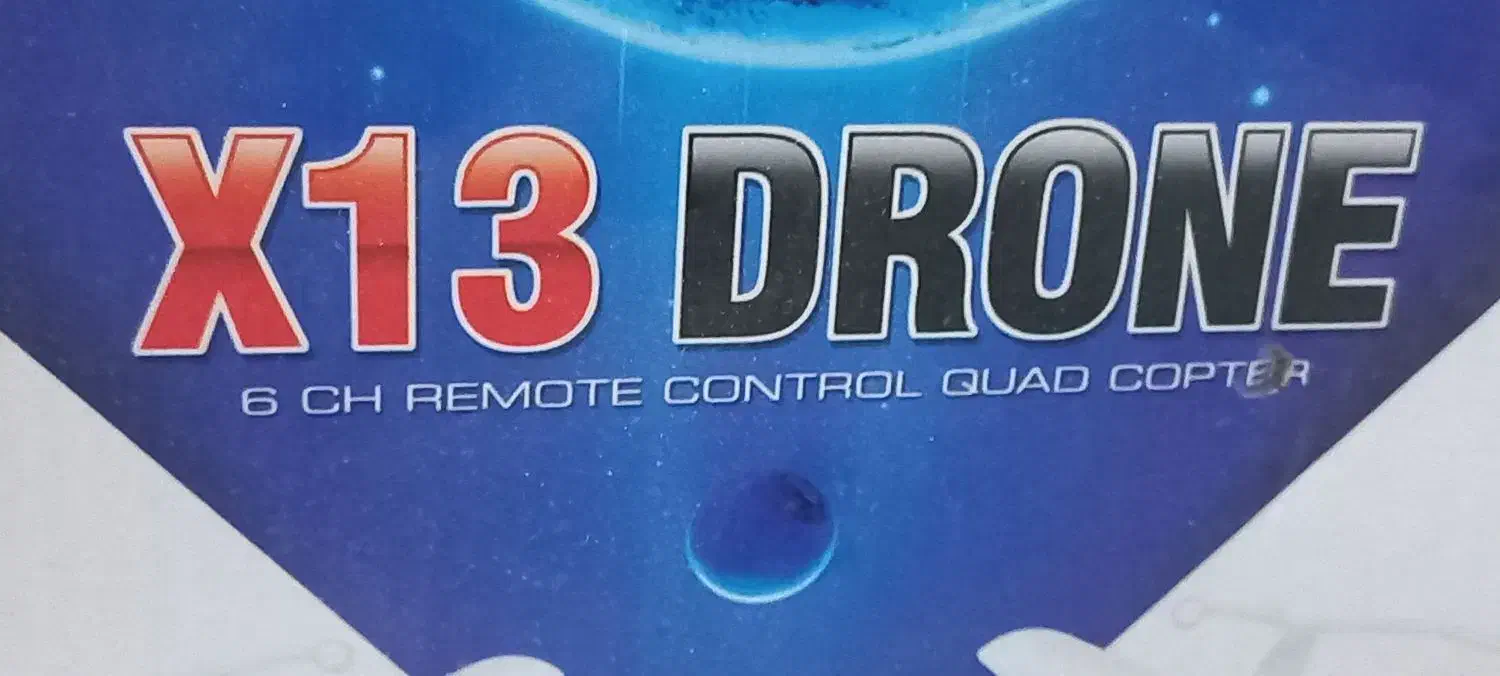 X13 DRONE
6 CH REMOTE CONTROL QUAD COPTER